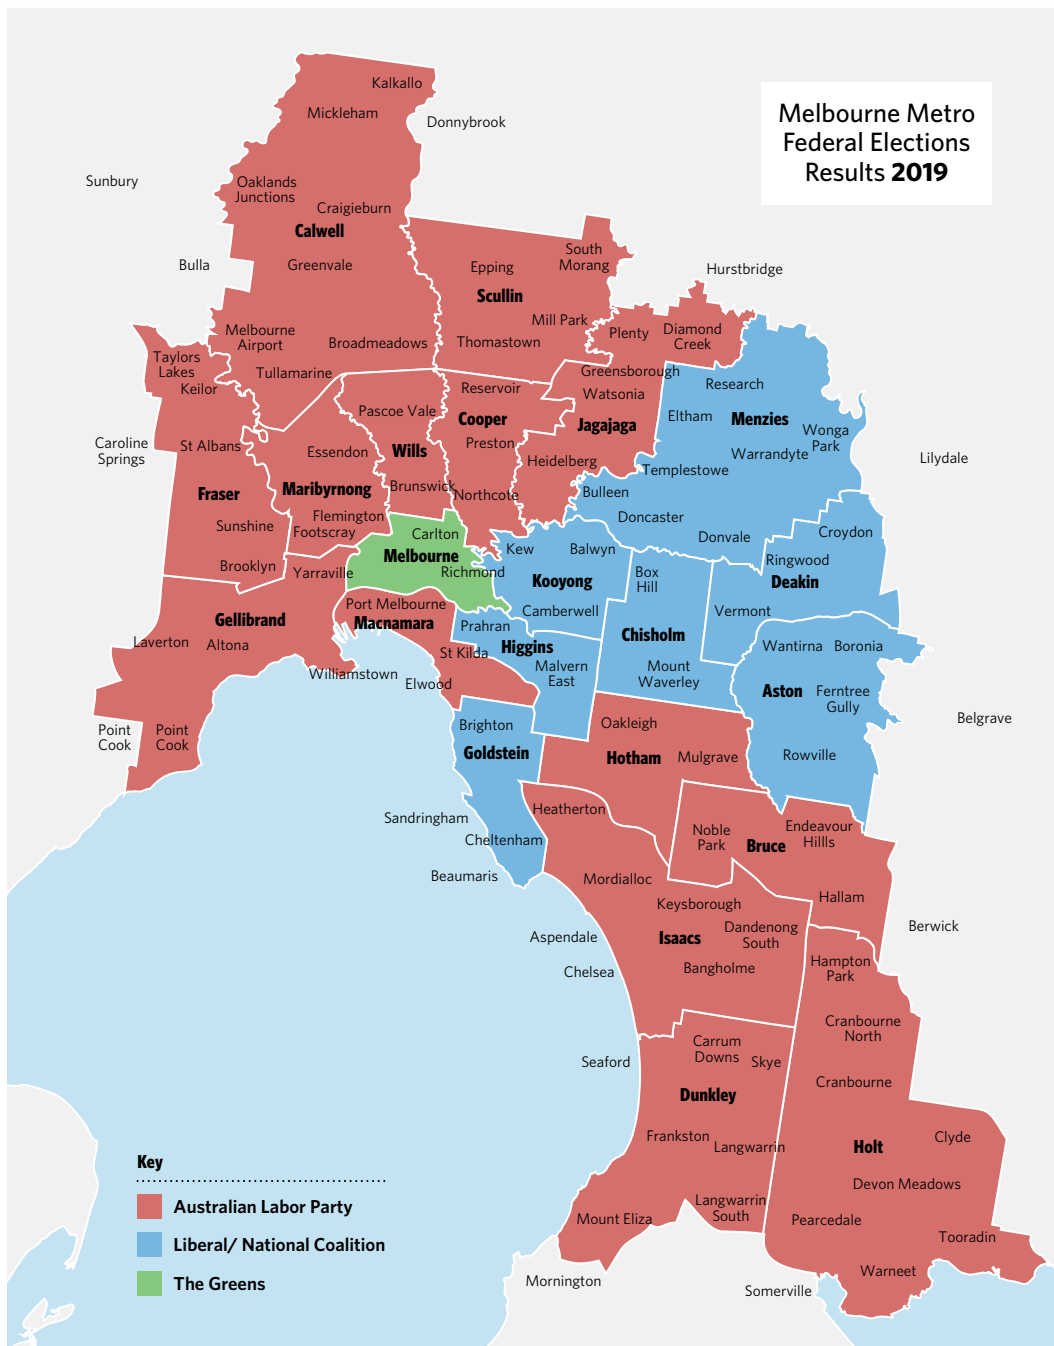 Melbourne Metro
Federal Elections
Results 2019
Kalkallo
Mickleham
Donnybrook
Sunbury
Oaklands
Junctions
Craigieburn
Calwell
Bulla
Greenvale
South
Morang
Epping
Scullin
Hurstbridge
Mill Park
Melbourne
Airport
Broadmeadows
Thomastown
Plenty
Diamond
Creek
Taylors
Lakes
Keilor
Tullamarine
Greensborough
Reservoir
Watsonia
Research
Pascoe Vale
Cooper
Jagajaga
Eltham
Menzies
Wonga
Park
Caroline
Springs
St Albans
Essendon
Wills
Preston
Heidelberg
Warrandyte
Templestowe
Lilydale
Fraser
Maribyrnong
Brunswick
Northcote
Bulleen
Doncaster
Sunshine
Flemington
Footscray
Carlton
Donvale
Croydon
Melbourne
Richmond
Kew
Balwyn
Ringwood
Brooklyn
Yarraville
Kooyong
Box
Hill
Deakin
Port Melbourne
Camberwell
Vermont
Gellibrand
Macnamara
Prahran
Higgins
Chisholm
Laverton
Altona
St Kilda
Malvern
East
Mount
Waverley
Wantirna
Boronia
Williamstown
Elwood
Aston
Ferntree
Gully
Belgrave
Point
Cook
Point
Cook
Brighton
Goldstein
Oakleigh
Hotham
Mulgrave
Rowville
Sandringham
Heatherton
Cheltenham
Noble
Park
Bruce
Endeavour
Hillls
Beaumaris
Mordialloc
Hallam
Keysborough
Aspendale
Isaacs
Dandenong
South
Berwick
Chelsea
Bangholme
Hampton
Park
Cranbourne
North
Seaford
Carrum
Downs
Skye
Cranbourne
Dunkley
Frankston
Langwarrin
Holt
Clyde
Devon Meadows
Langwarrin
South
Mount Eliza
Pearcedale
Tooradin
Warneet
Mornington
Somerville
Key
Australian Labor Party
Liberal/ National Coalition
The Greens